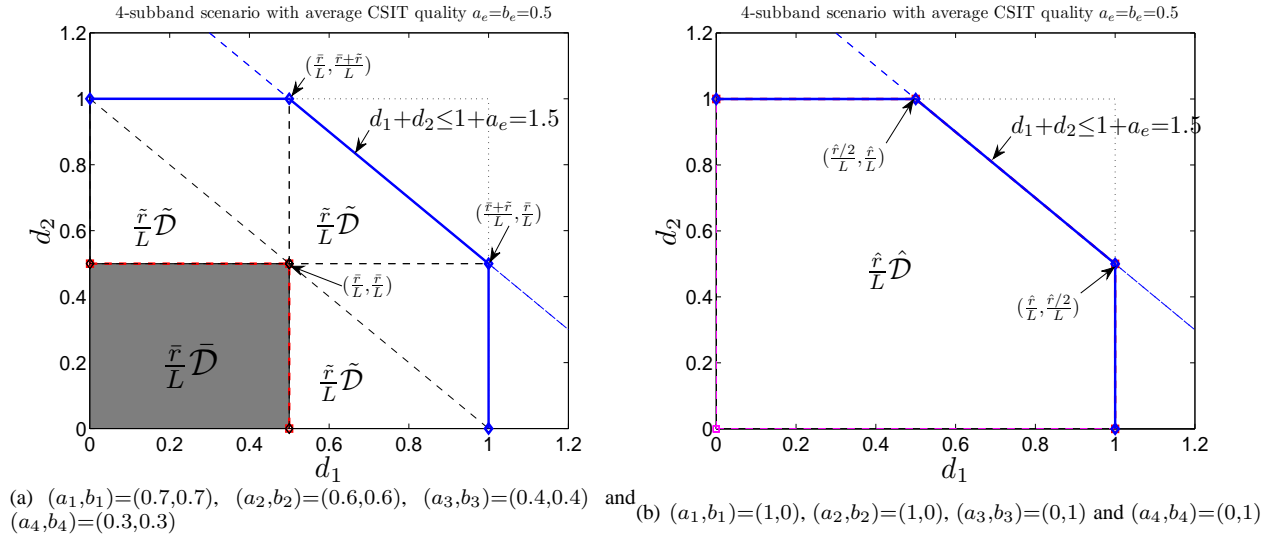 4-subband scenario with average CSIT quality a_e=b_e=0.5
1.2
1
0.8
0.6
0.4
0.2
0
d_2
(r̄/L, r̄+r̃/L)
d_1+d_2≤1+a_e=1.5
(r̄+r̃/L, r̄/L)
r̃/L D̃
r̃/L D̃
(r̄/L, r̄/L)
r̄/L D̄
r̃/L D̃
0 0.2 0.4 0.6 0.8 1 1.2
d_1
(a) (a_1,b_1)=(0.7,0.7), (a_2,b_2)=(0.6,0.6), (a_3,b_3)=(0.4,0.4) and
(a_4,b_4)=(0.3,0.3)
4-subband scenario with average CSIT quality a_e=b_e=0.5
1.2
1
0.8
0.6
0.4
0.2
0
d_2
d_1+d_2≤1+a_e=1.5
(r̂/2/L, r̂/L)
r̂/L D̂
(r̂/L, r̂/2/L)
0 0.2 0.4 0.6 0.8 1 1.2
d_1
(b) (a_1,b_1)=(1,0), (a_2,b_2)=(1,0), (a_3,b_3)=(0,1) and (a_4,b_4)=(0,1)